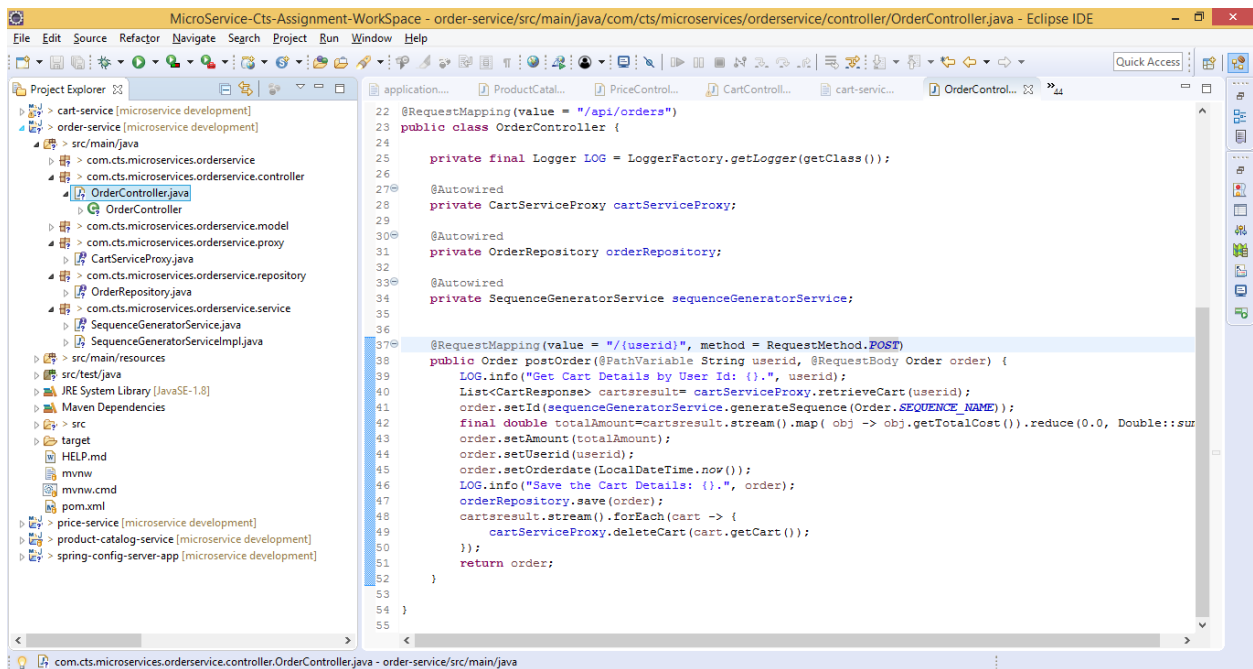 MicroService-Cts-Assignment-WorkSpace - order-service/src/main/java/com/cts/microservices/orderservice/controller/OrderController.java - Eclipse IDE
File Edit Source Refactor Navigate Search Project Run Window Help
Quick Access
Project Explorer
application....
ProductCatal...
PriceControl...
CartControll...
cart-servic...
OrderControl...
»44
> cart-service [microservice development]
> order-service [microservice development]
> src/main/java
> com.cts.microservices.orderservice
> com.cts.microservices.orderservice.controller
OrderController.java
OrderController
> com.cts.microservices.orderservice.model
> com.cts.microservices.orderservice.proxy
> CartServiceProxy.java
> com.cts.microservices.orderservice.repository
> OrderRepository.java
> com.cts.microservices.orderservice.service
> SequenceGeneratorService.java
> SequenceGeneratorServiceImpl.java
> src/main/resources
src/test/java
JRE System Library [JavaSE-1.8]
Maven Dependencies
> src
target
HELP.md
mvnw
mvnw.cmd
pom.xml
> price-service [microservice development]
> product-catalog-service [microservice development]
> spring-config-server-app [microservice development]
22 @RequestMapping(value = "/api/orders")
23 public class OrderController {
24
25     private final Logger LOG = LoggerFactory.getLogger(getClass());
26
27     @Autowired
28     private CartServiceProxy cartServiceProxy;
29
30     @Autowired
31     private OrderRepository orderRepository;
32
33     @Autowired
34     private SequenceGeneratorService sequenceGeneratorService;
35
36
37     @RequestMapping(value = "/{userid}", method = RequestMethod.POST)
38     public Order postOrder(@PathVariable String userid, @RequestBody Order order) {
39         LOG.info("Get Cart Details by User Id: {}.", userid);
40         List<CartResponse> cartsresult= cartServiceProxy.retrieveCart(userid);
41         order.setId(sequenceGeneratorService.generateSequence(Order.SEQUENCE_NAME));
42         final double totalAmount=cartsresult.stream().map( obj -> obj.getTotalCost()).reduce(0.0, Double::sum
43         order.setAmount(totalAmount);
44         order.setUserid(userid);
45         order.setOrderdate(LocalDateTime.now());
46         LOG.info("Save the Cart Details: {}.", order);
47         orderRepository.save(order);
48         cartsresult.stream().forEach(cart -> {
49             cartServiceProxy.deleteCart(cart.getCart());
50         });
51         return order;
52     }
53
54 }
55
com.cts.microservices.orderservice.controller.OrderController.java - order-service/src/main/java